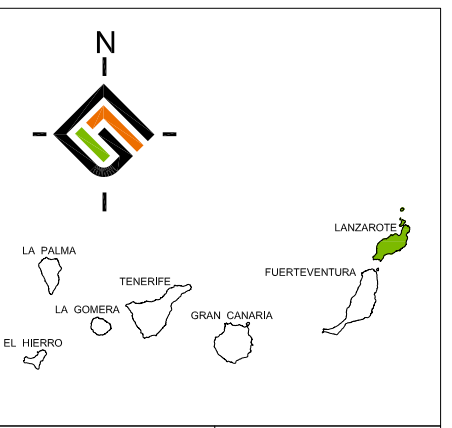 N
LANZAROTE
LA PALMA
FUERTEVENTURA
TENERIFE
LA GOMERA
GRAN CANARIA
EL HIERRO